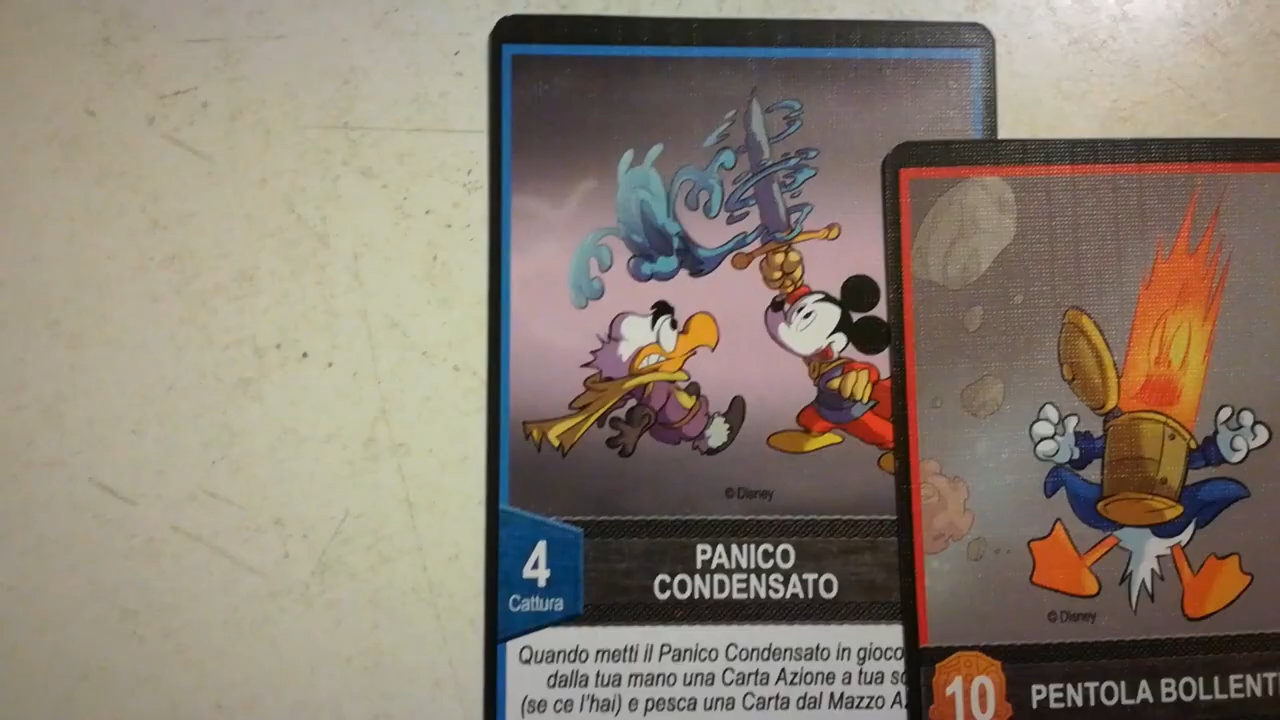 © Disney
4
Cattura
PANICO
CONDENSATO
Quando metti il Panico Condensato in gioco
dalla tua mano una Carta Azione a tua
(se ce l'hai) e pesca una Carta dal Mazzo
© Disney
10
PENTOLA BOLLENT